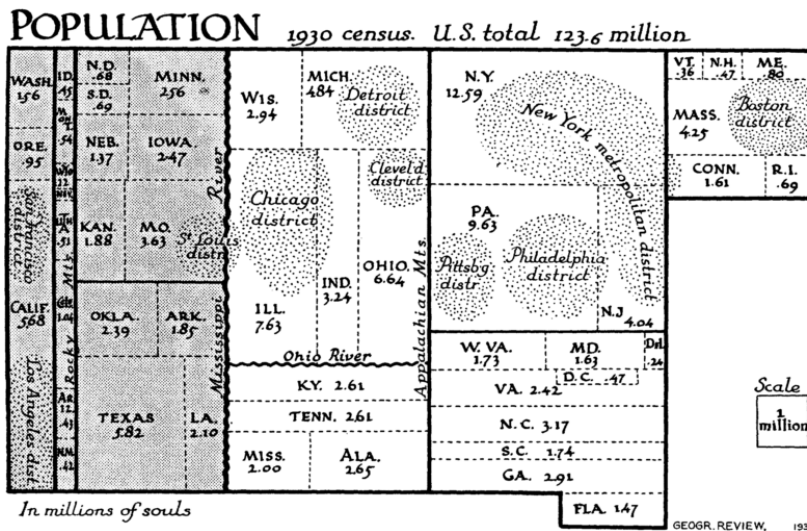 POPULATION 1930 census. U.S. total 123.6 million
WASH.
1.56
ORE.
.95
San Francisco
district
CALIF.
5.68
Los Angeles dist.
ID.
.45
.54
.51
1.04
.43
N.M.
.42
Rocky Mts.
N.D.
.68
S.D.
.69
MINN.
2.56
NEB.
1.37
IOWA.
2.47
KAN.
1.88
MO.
3.63
St Louis
distr.
OKLA.
2.39
ARK.
1.85
TEXAS
5.82
LA.
2.10
Mississippi River
WIS.
2.94
MICH.
4.84
Detroit
district
Chicago
district
Clevel'd
district
ILL.
7.63
IND.
3.24
OHIO.
6.64
Ohio River
Appalachian Mts.
KY. 2.61
TENN. 2.61
MISS.
2.00
ALA.
2.65
N.Y.
12.59
New York metropolitan district
PA.
9.63
Pittsbg
distr.
Philadelphia
district
N.J
4.04
W. VA.
1.73
MD.
1.63
Del.
.24
D.C. .47
VA. 2.42
N.C. 3.17
S.C. 1.74
GA. 2.91
FLA. 1.47
VT.
.36
N.H.
.47
ME.
.80
MASS.
4.25
Boston
district
CONN.
1.61
R.I.
.69
Scale
1
million
In millions of souls
GEOGR. REVIEW,